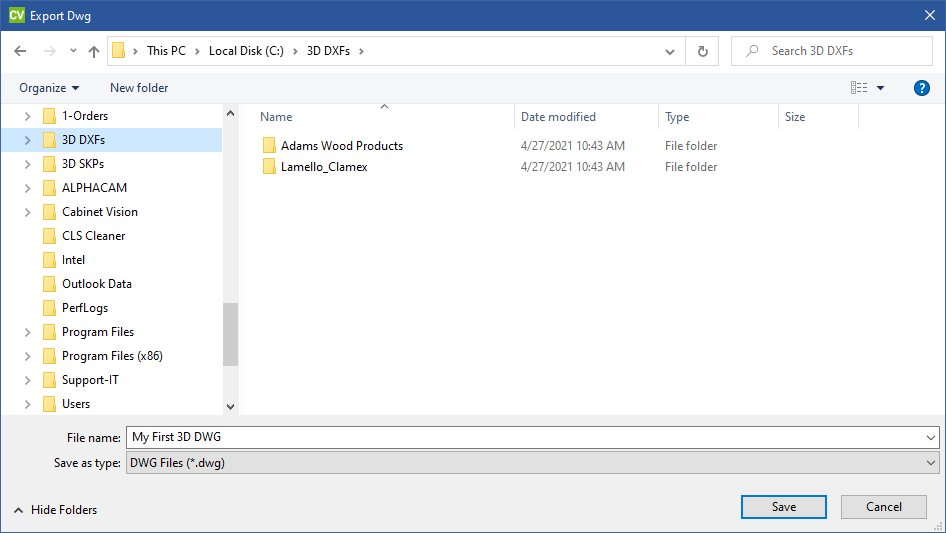 CV Export Dwg
This PC Local Disk (C:) 3D DXFs Search 3D DXFs
Organize New folder ?
Name Date modified Type Size
1-Orders
3D DXFs
3D SKPs
ALPHACAM
Cabinet Vision
CLS Cleaner
Intel
Outlook Data
PerfLogs
Program Files
Program Files (x86)
Support-IT
Users
Adams Wood Products 4/27/2021 10:43 AM File folder
Lamello_Clamex 4/27/2021 10:43 AM File folder
File name: My First 3D DWG
Save as type: DWG Files (*.dwg)
Hide Folders Save Cancel